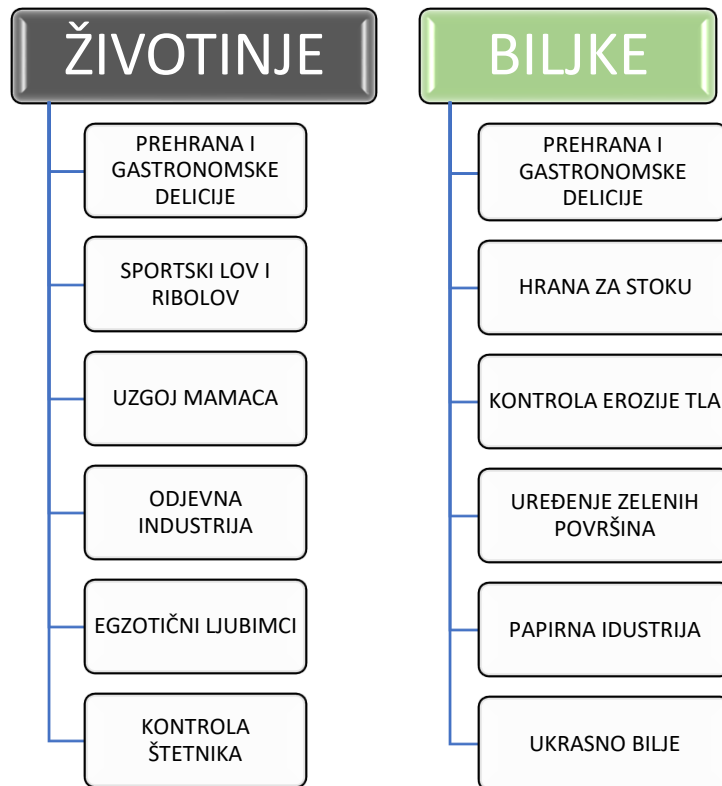 ŽIVOTINJE
PREHRANA I
GASTRONOMSKE
DELICIJE
SPORTSKI LOV I
RIBOLOV
UZGOJ MAMACA
ODJEVNA
INDUSTRIJA
EGZOTIČNI LJUBIMCI
KONTROLA
ŠTETNIKA
BILJKE
PREHRANA I
GASTRONOMSKE
DELICIJE
HRANA ZA STOKU
KONTROLA EROZIJE TLA
UREĐENJE ZELENIH
POVRŠINA
PAPIRNA IDUSTRIJA
UKRASNO BILJE